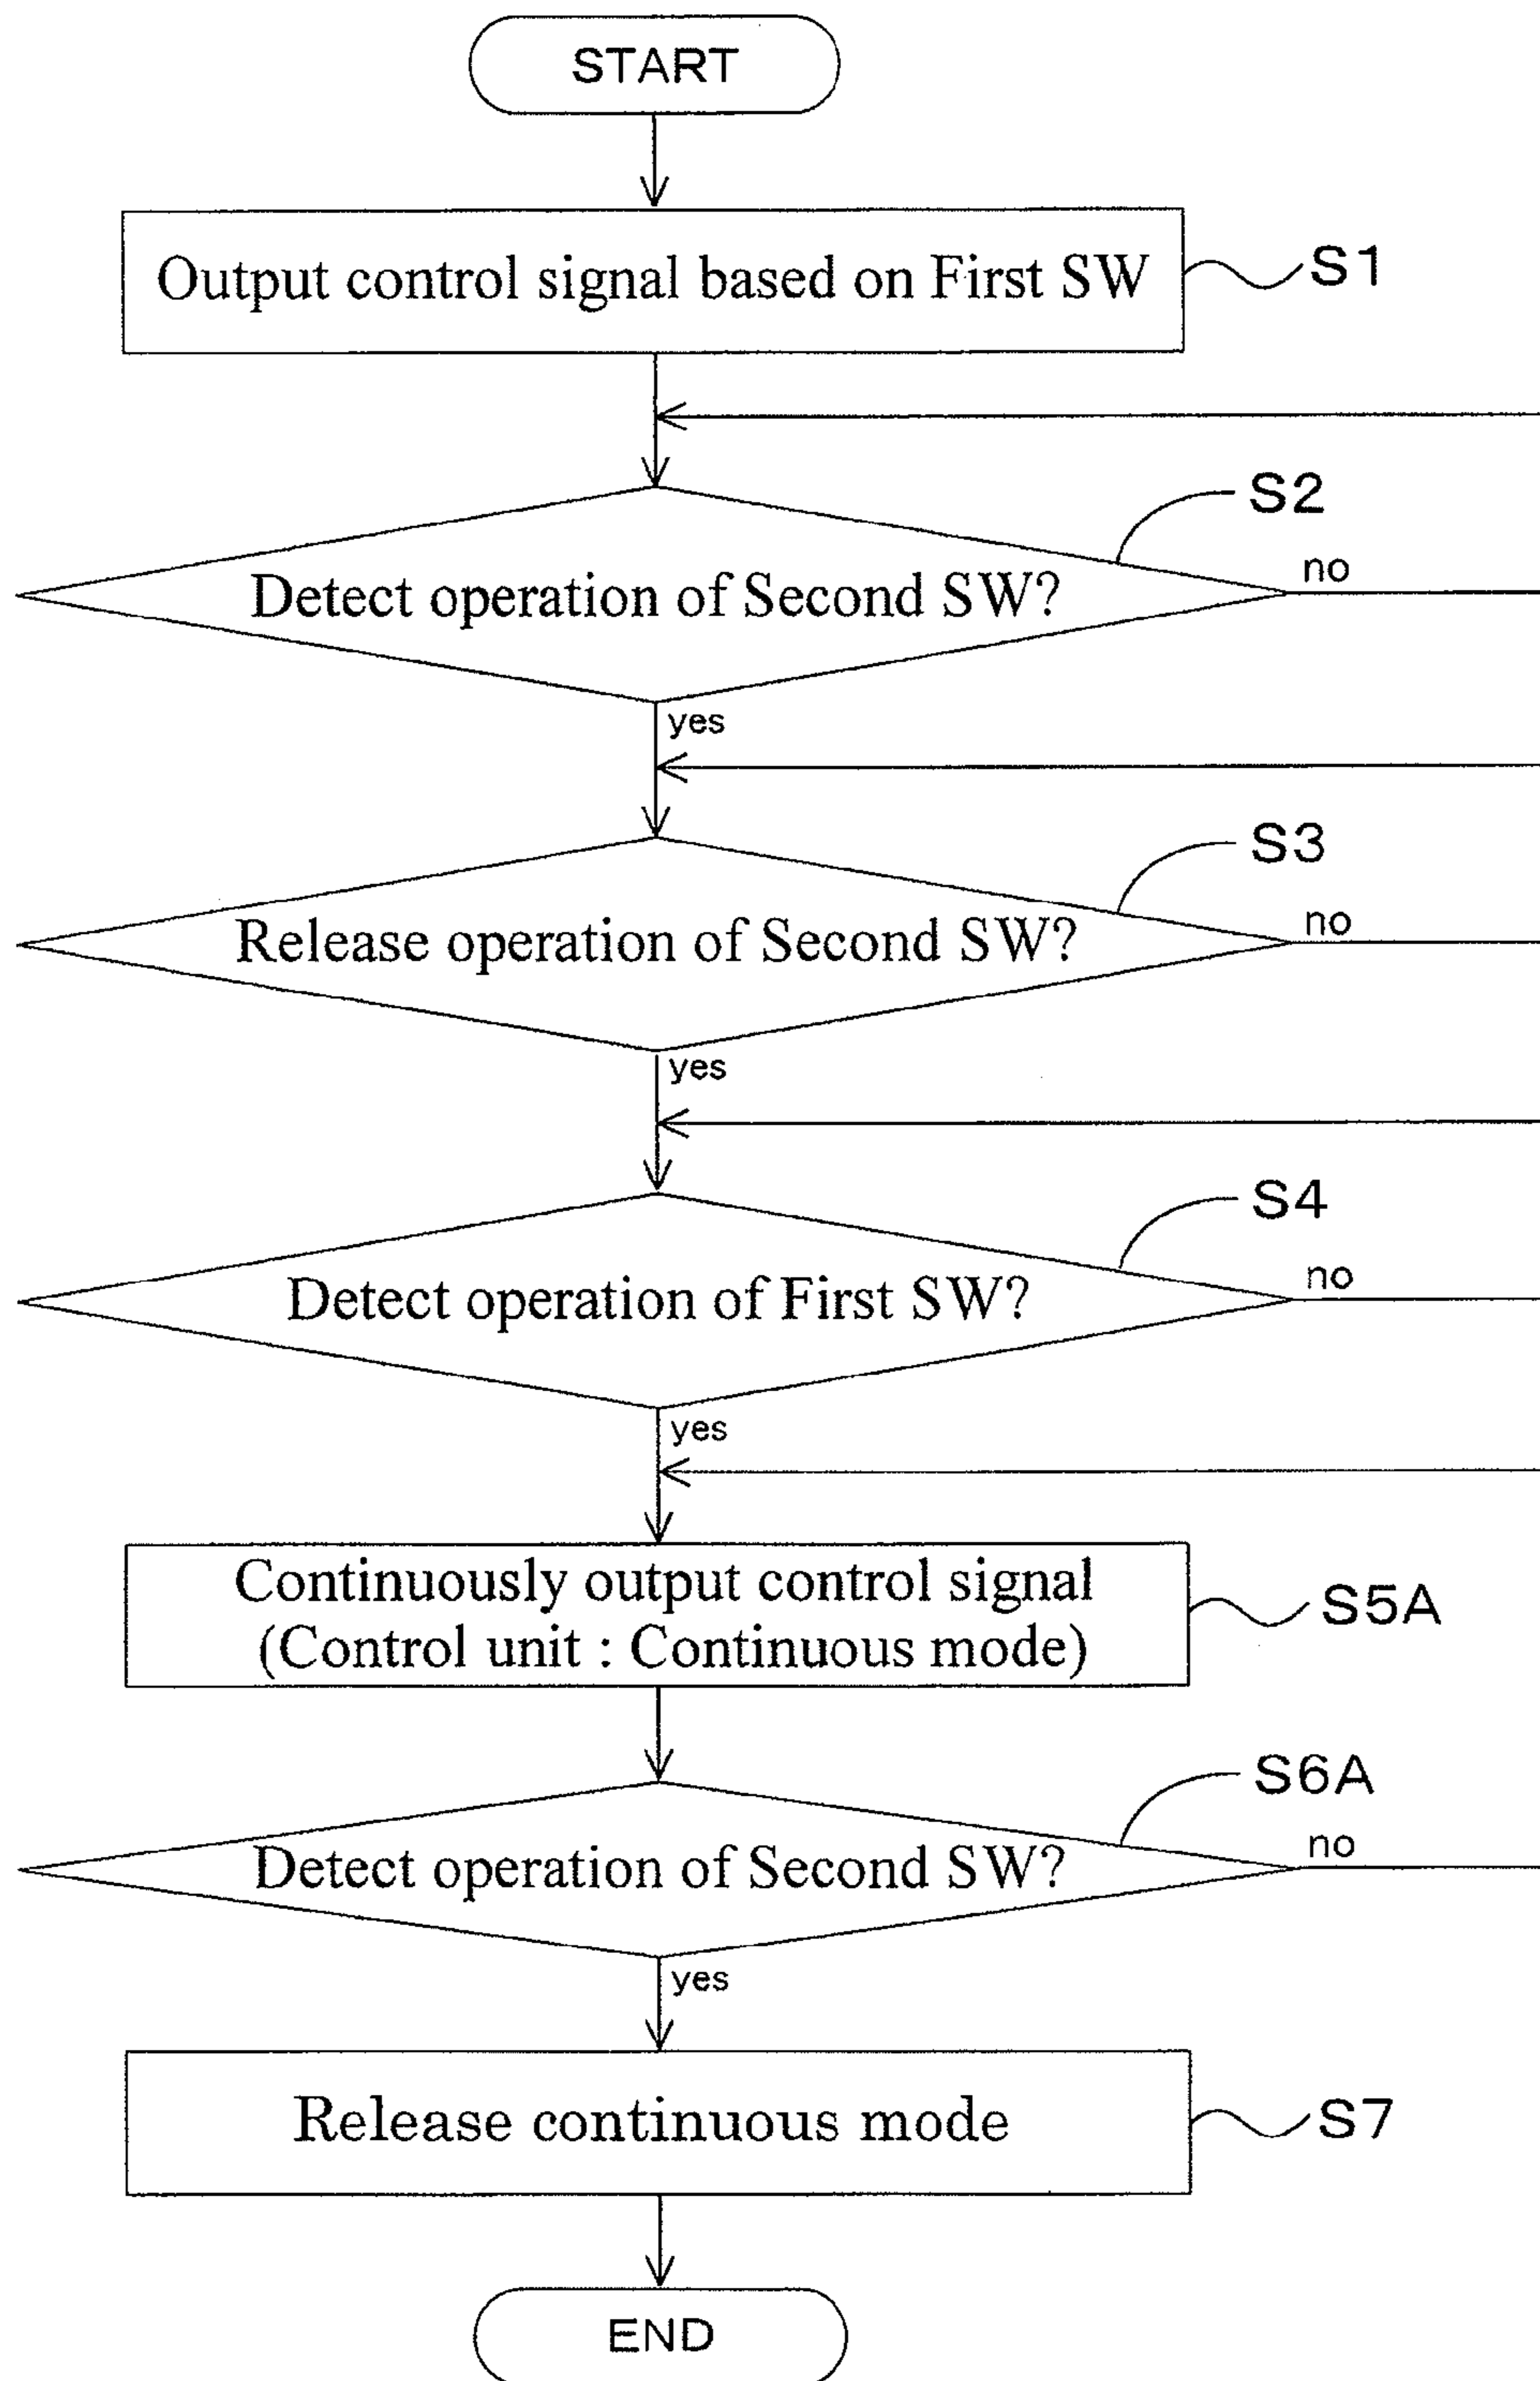 START
Output control signal based on First SW
S1
S2
Detect operation of Second SW?
no
yes
S3
Release operation of Second SW?
no
yes
S4
Detect operation of First SW?
no
yes
Continuously output control signal
(Control unit : Continuous mode)
S5A
S6A
Detect operation of Second SW?
no
yes
Release continuous mode
S7
END